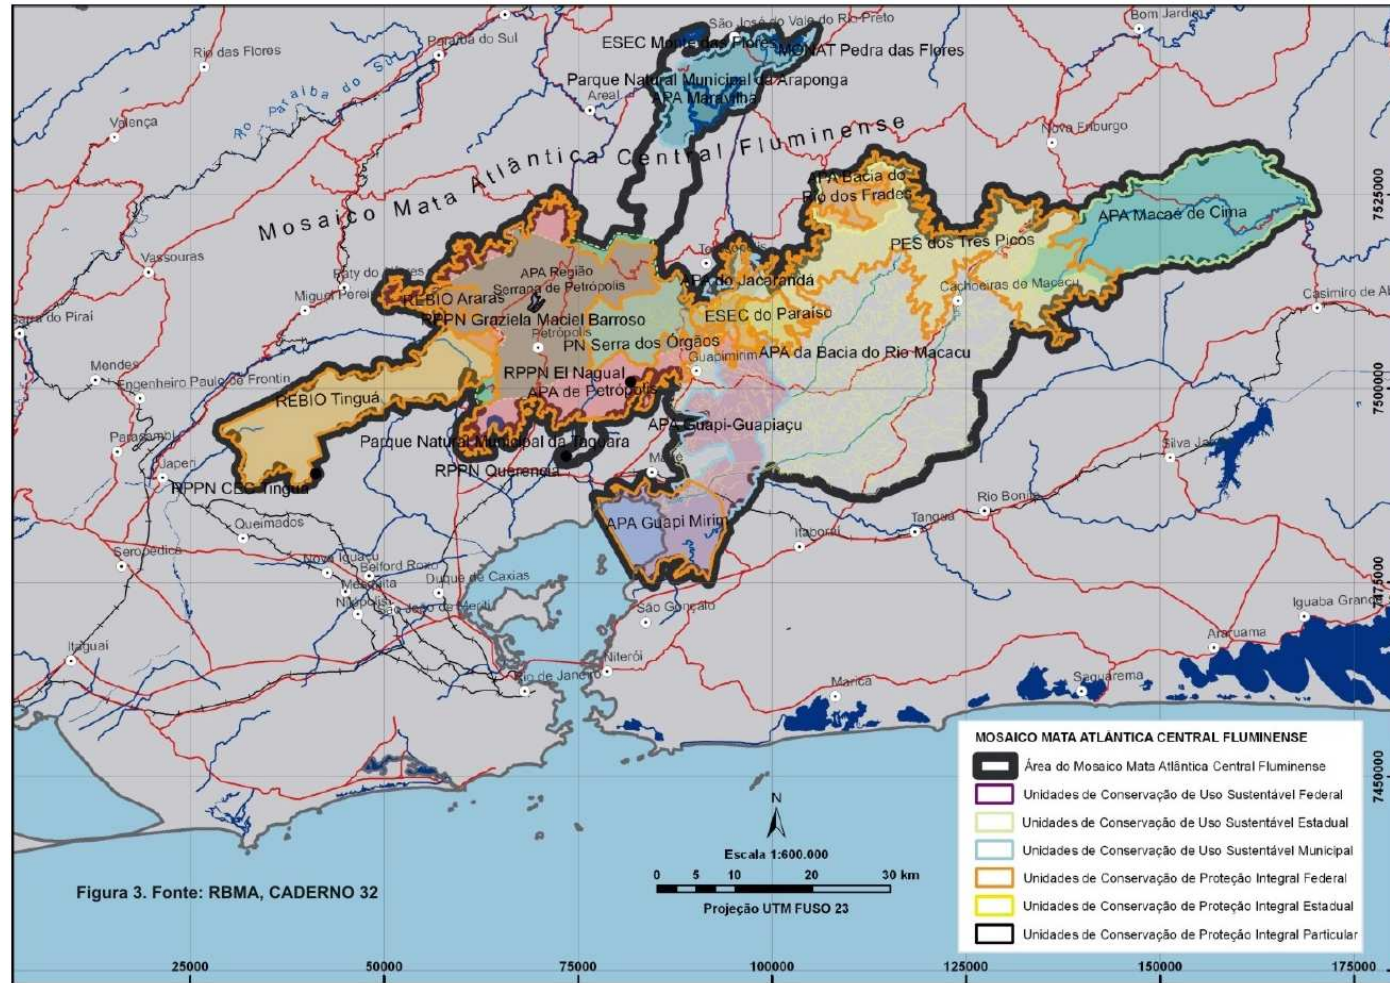 São José do Vale do Rio Preto
Bom Jardim
Paraíba do Sul
Rio das Flores
ESEC Monte das Flores
MONAT Pedra das Flores
Parque Natural Municipal da Araponga
APA Maravilha
Areal
Rio Paraíba do Sul
Valença
Nova Friburgo
Mosaico Mata Atlântica Central Fluminense
APA Bacia do
Rio dos Frades
APA Macaé de Cima
PES dos Três Picos
7525000
Vassouras
APA Região
Serrana de Petrópolis
APA do Jacarandá
Cachoeiras de Macacu
Miguel Pereira
REBIO Araras
RPPN Graziela Maciel Barroso
ESEC do Paraíso
Casimiro de Ab
arra do Piraí
Petrópolis
PN Serra dos Órgãos
APA da Bacia do Rio Macacu
Guapimirim
Mendes
Engenheiro Paulo de Frontin
RPPN El Nagual
APA de Petrópolis
REBIO Tinguá
7500000
APA Guapi-Guapiaçu
Paracambi
Parque Natural Municipal da Taquara
RPPN Querencia
Japeri
RPPN CEC Tinguá
Rio Bonito
APA Guapi Mirim
Tanguá
Itaboraí
Queimados
Seropédica
Nova Iguaçu
Belford Roxo
Mesquita
Duque de Caxias
Nilópolis
São João de Meriti
7475000
São Gonçalo
Iguaba Grande
Araruama
Itaguaí
Niterói
Rio de Janeiro
Maricá
Saquarema
MOSAICO MATA ATLÂNTICA CENTRAL FLUMINENSE
Área do Mosaico Mata Atlântica Central Fluminense
Unidades de Conservação de Uso Sustentável Federal
Unidades de Conservação de Uso Sustentável Estadual
Unidades de Conservação de Uso Sustentável Municipal
Unidades de Conservação de Proteção Integral Federal
Unidades de Conservação de Proteção Integral Estadual
Unidades de Conservação de Proteção Integral Particular
7450000
N
Escala 1:600.000
0 5 10 20 30 km
Projeção UTM FUSO 23
Figura 3. Fonte: RBMA, CADERNO 32
25000 50000 75000 100000 125000 150000 175000